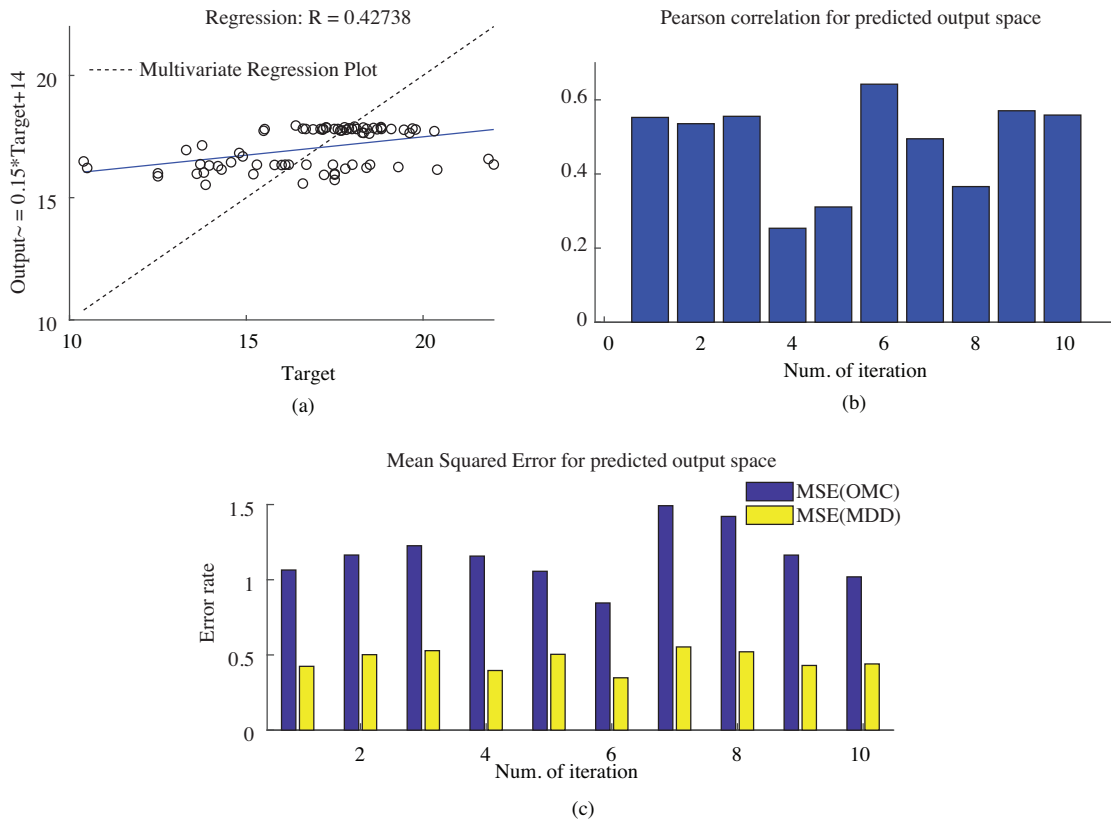 Regression: R = 0.42738
Output~ = 0.15*Target+14
20
15
10
Multivariate Regression Plot
10
15
20
Target
(a)
Pearson correlation for predicted output space
0.6
0.4
0.2
0
0
2
4
6
8
10
Num. of iteration
(b)
Mean Squared Error for predicted output space
Error rate
1.5
1
0.5
0
MSE(OMC)
MSE(MDD)
2
4
6
8
10
Num. of iteration
(c)